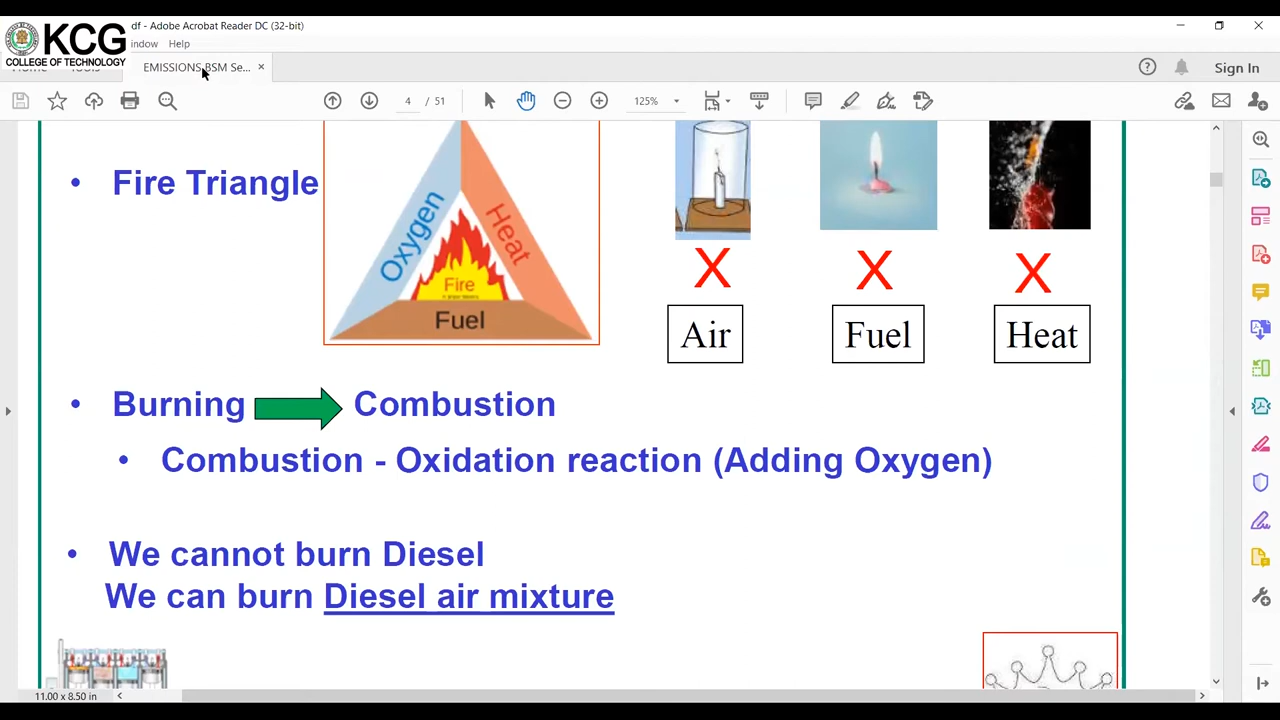 df - Adobe Acrobat Reader DC (32-bit)
KCG
COLLEGE OF TECHNOLOGY
indow Help
EMISSIONS BSM Se... ×
Sign In
4 / 51
125%
Fire Triangle
Oxygen
Heat
Fire
Fuel
X X X
Air Fuel Heat
• Burning Combustion
• Combustion - Oxidation reaction (Adding Oxygen)
• We cannot burn Diesel
We can burn Diesel air mixture
11.00 x 8.50 in